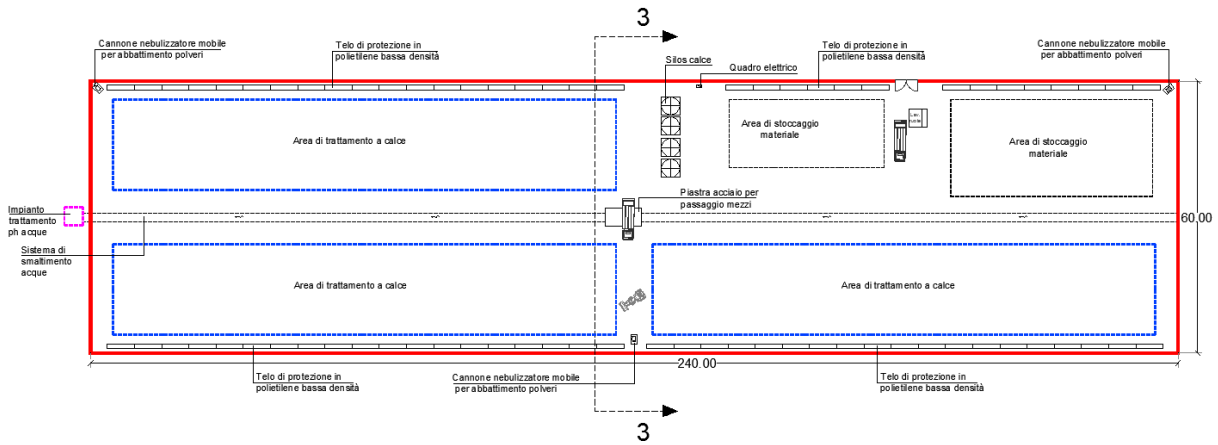 3
Cannone nebulizzatore mobile
per abbattimento polveri
Telo di protezione in
polietilene bassa densità
Silos calce
Quadro elettrico
Telo di protezione in
polietilene bassa densità
Cannone nebulizzatore mobile
per abbattimento polveri
Area di trattamento a calce
Area di stoccaggio
materiale
Lav.
ruote
Area di stoccaggio
materiale
Piastra acciaio per
passaggio mezzi
Impianto
trattamento
ph acque
60.00
Sistema di
smaltimento
acque
Area di trattamento a calce
Area di trattamento a calce
240.00
Telo di protezione in
polietilene bassa densità
Cannone nebulizzatore mobile
per abbattimento polveri
Telo di protezione in
polietilene bassa densità
3